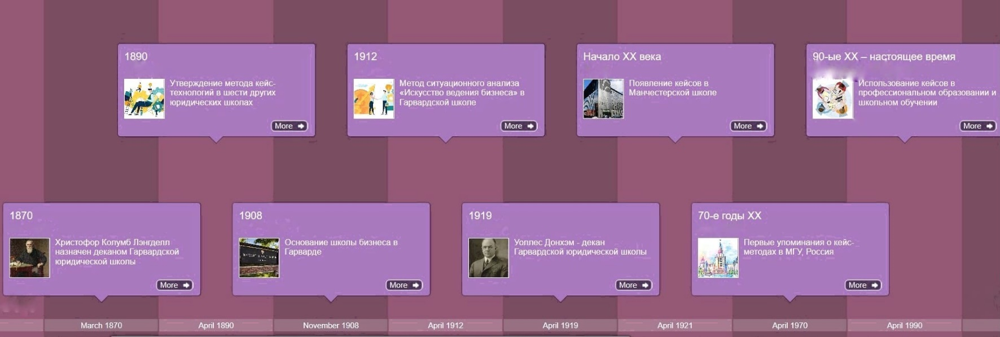 1890
Утверждение метода кейс-
технологий в шести других
юридических школах
More
1912
Метод ситуационного анализа
«Искусство ведения бизнеса» в
Гарвардской школе
More
Начало XX века
Появление кейсов в
Манчестерской школе
More
90-ые XX – настоящее время
Использование кейсов в
профессиональном образовании и
школьном обучении
More
1870
Христофор Колумб Лэнгделл
назначен деканом Гарвардской
юридической школы
More
1908
Основание школы бизнеса в
Гарварде
More
1919
Уоллес Донхэм - декан
Гарвардской юридической школы
More
70-е годы XX
Первые упоминания о кейс-
методах в МГУ, Россия
More
March 1870
April 1890
November 1908
April 1912
April 1919
April 1921
April 1970
April 1990